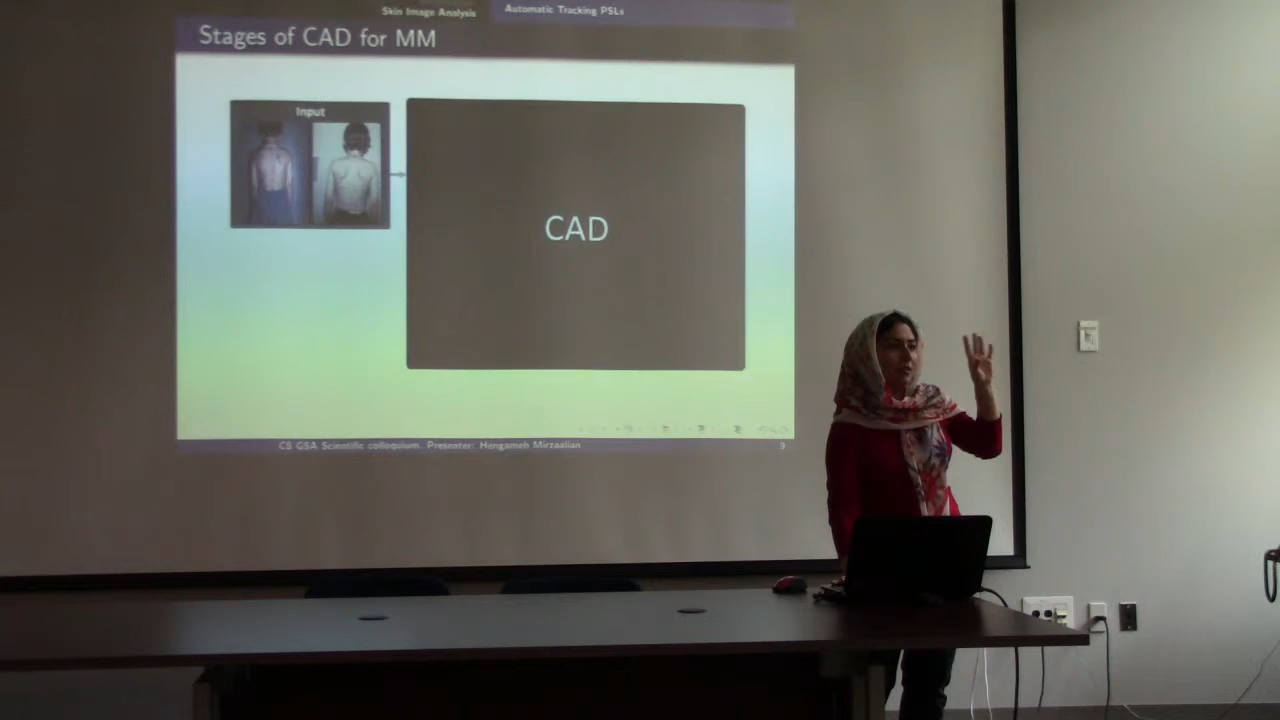 Skin Image Analysis
Automatic Tracking PSLs
Stages of CAD for MM
Input
CAD
CS GSA Scientific colloquium. Presenter: Hengameh Mirzaalian
9